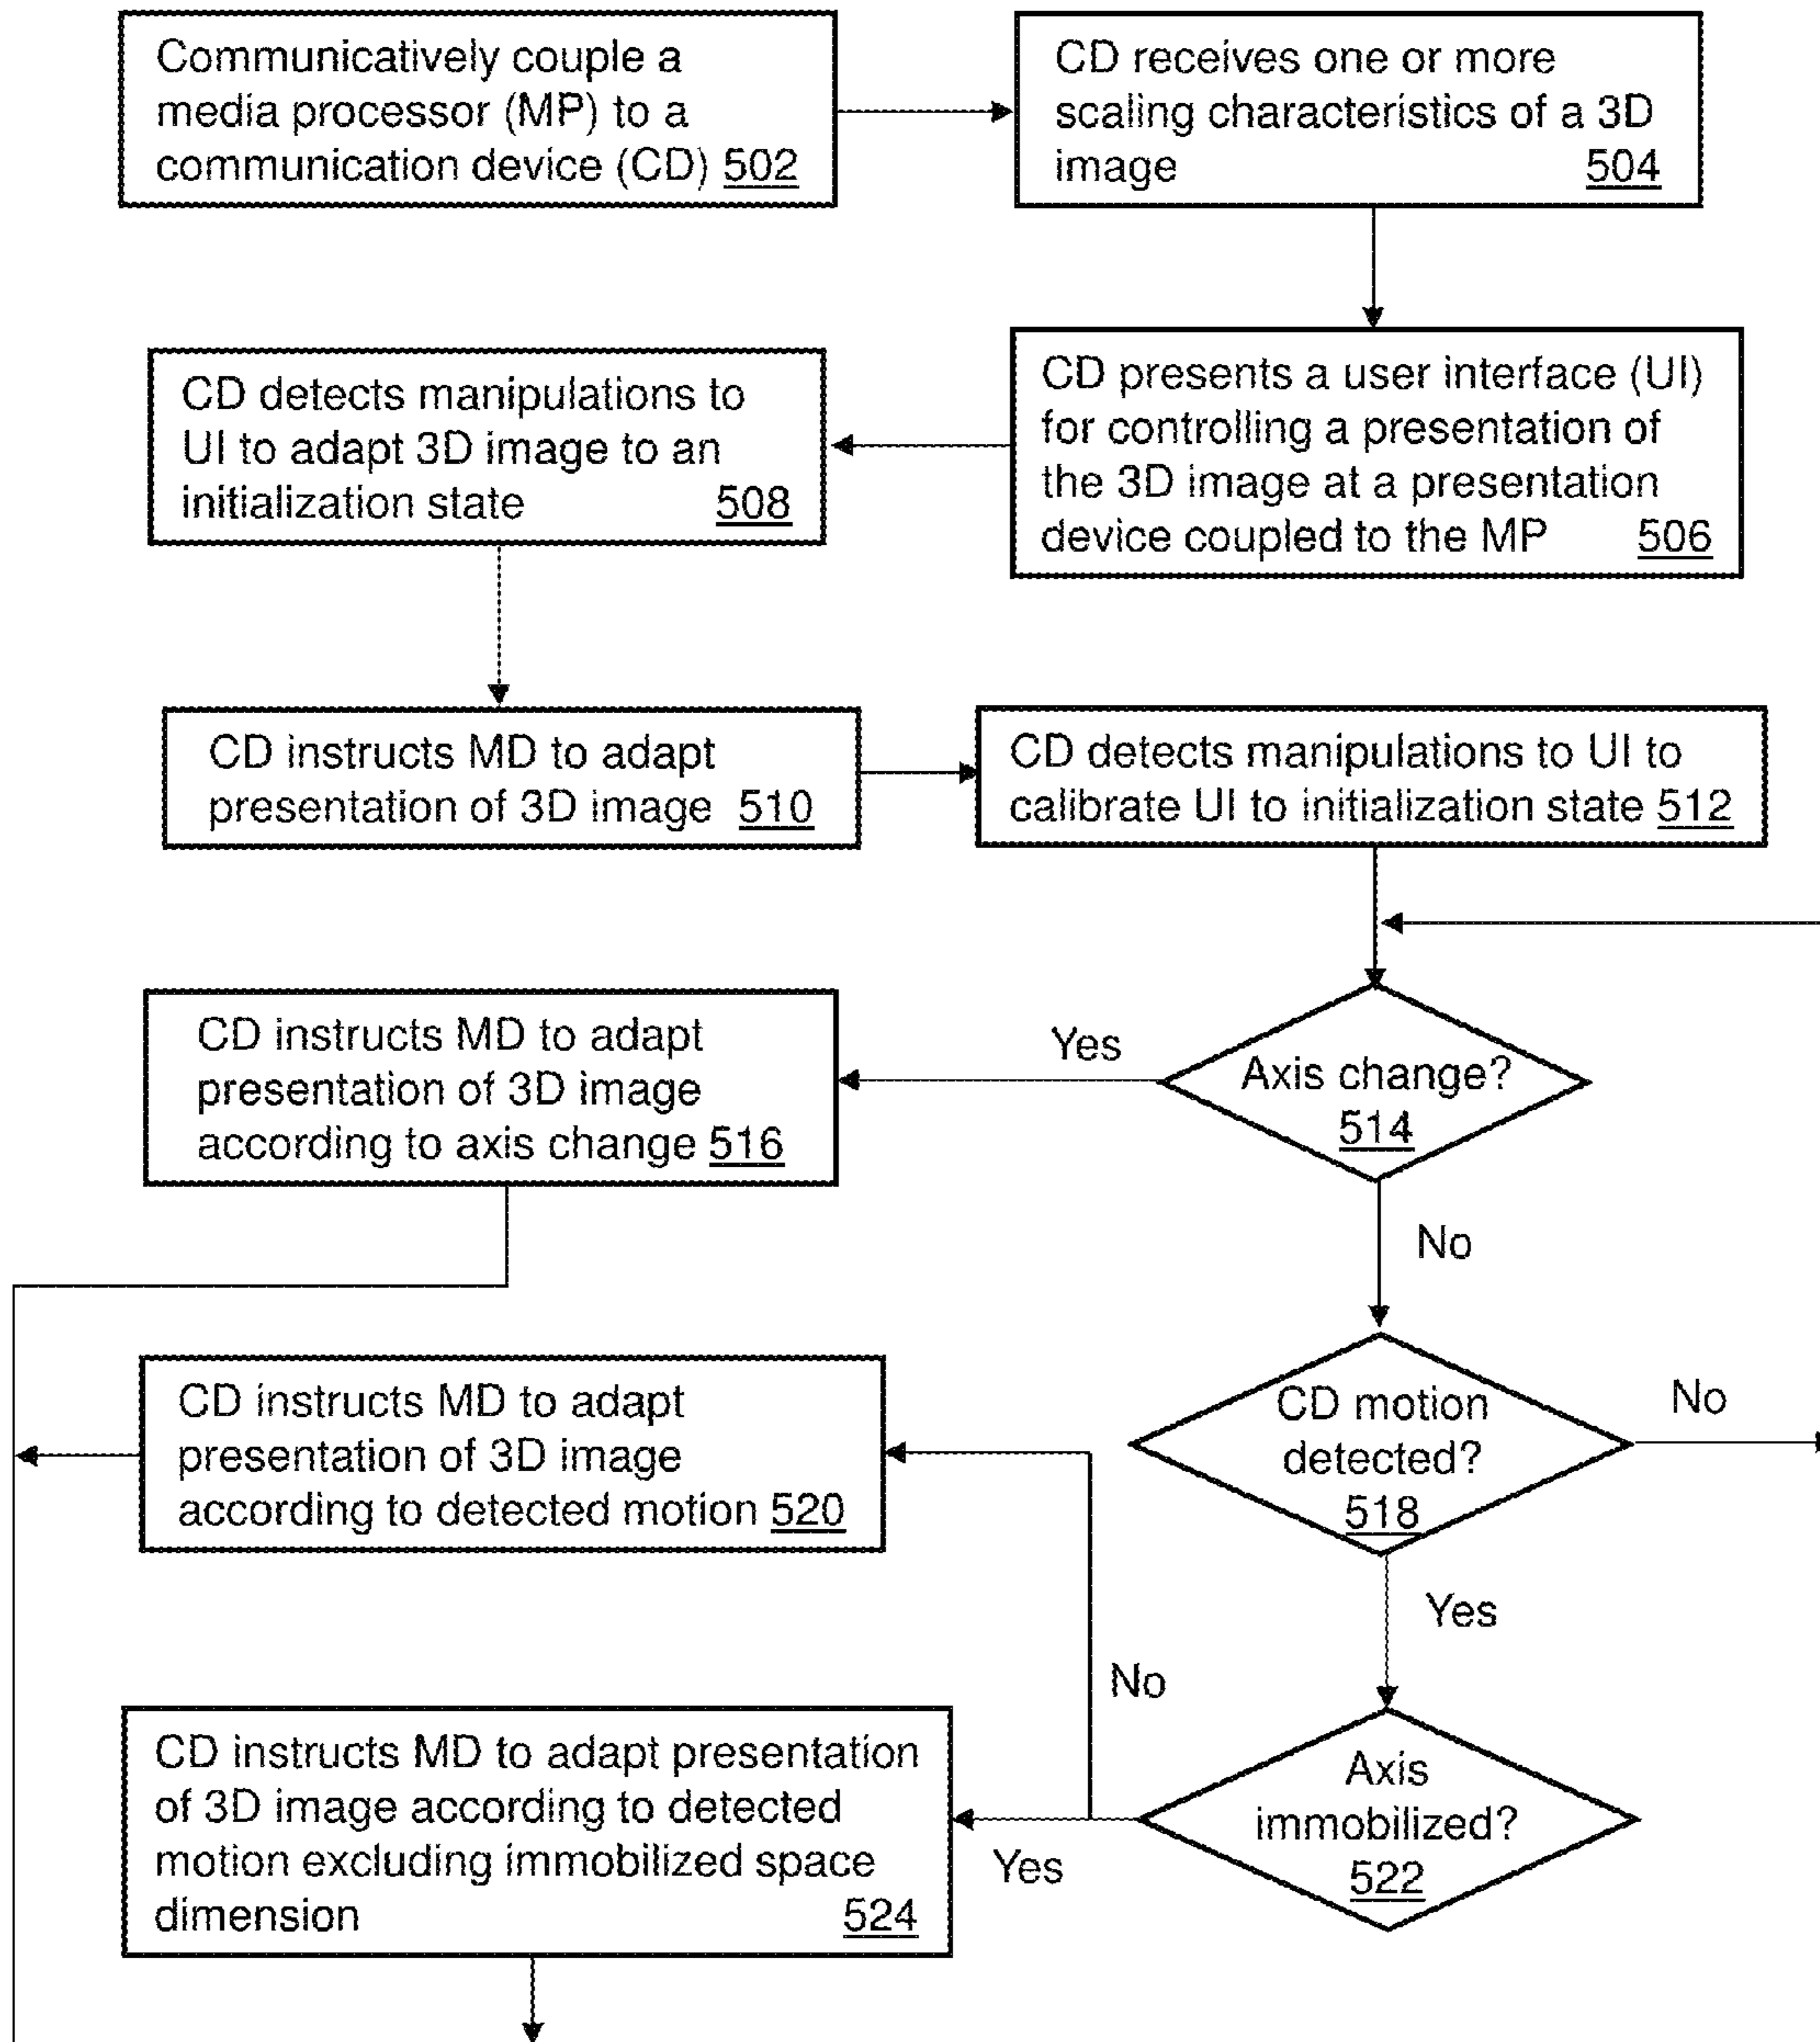 Communicatively couple a
media processor (MP) to a
communication device (CD) 502
CD receives one or more
scaling characteristics of a 3D
image 504
CD presents a user interface (UI)
for controlling a presentation of
the 3D image at a presentation
device coupled to the MP 506
CD detects manipulations to
UI to adapt 3D image to an
initialization state 508
CD instructs MD to adapt
presentation of 3D image 510
CD detects manipulations to UI to
calibrate UI to initialization state 512
Axis change?
514
Yes
CD instructs MD to adapt
presentation of 3D image
according to axis change 516
No
CD motion
detected?
518
No
CD instructs MD to adapt
presentation of 3D image
according to detected motion 520
Yes
No
Axis
immobilized?
522
Yes
CD instructs MD to adapt presentation
of 3D image according to detected
motion excluding immobilized space
dimension 524